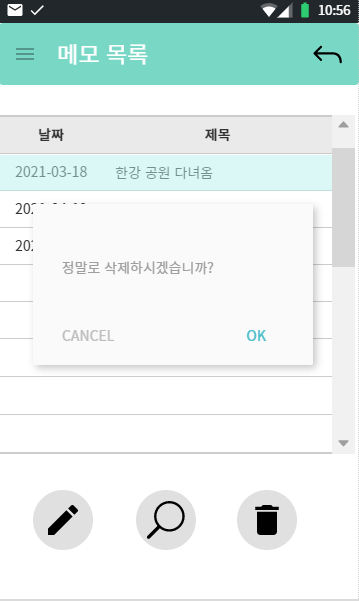 10:56
메모 목록
날짜 제목
2021-03-18 한강 공원 다녀옴
정말로 삭제하시겠습니까?
CANCEL OK